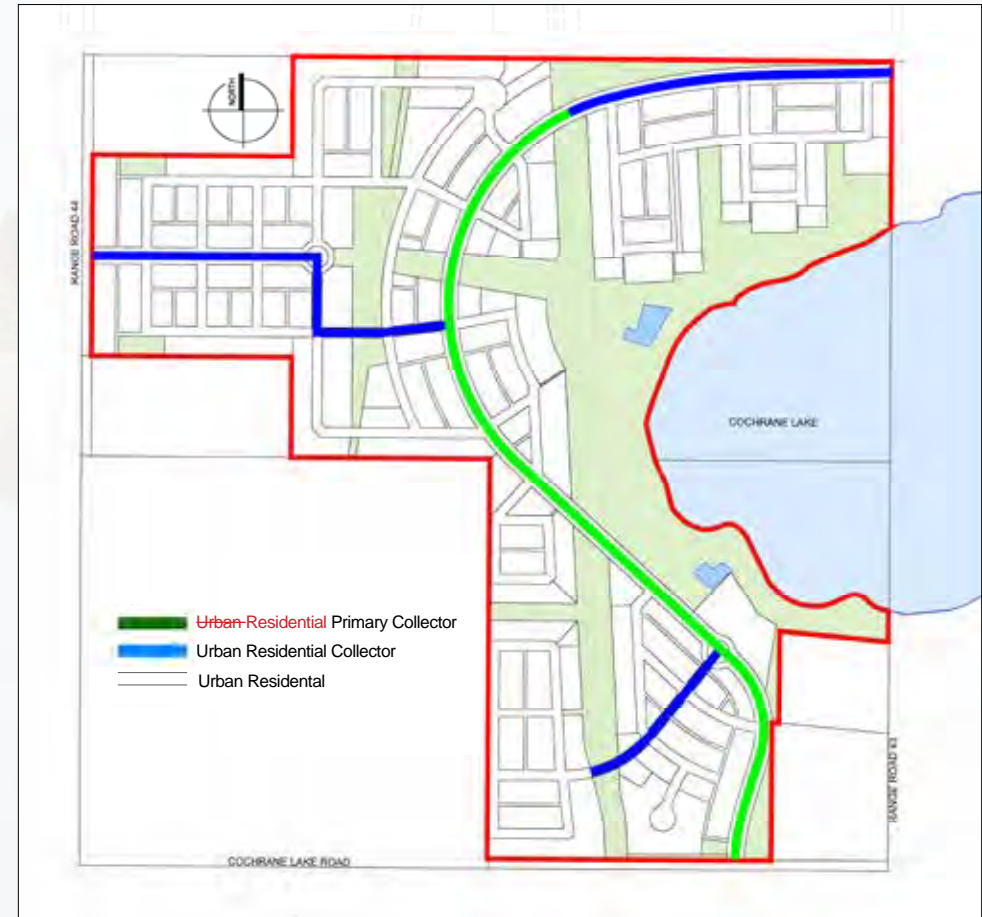 NORTH
RANGE ROAD 44
COCHRANE LAKE
Urban Residential Primary Collector
Urban Residential Collector
Urban Residental
RANGE ROAD 43
COCHRANE LAKE ROAD